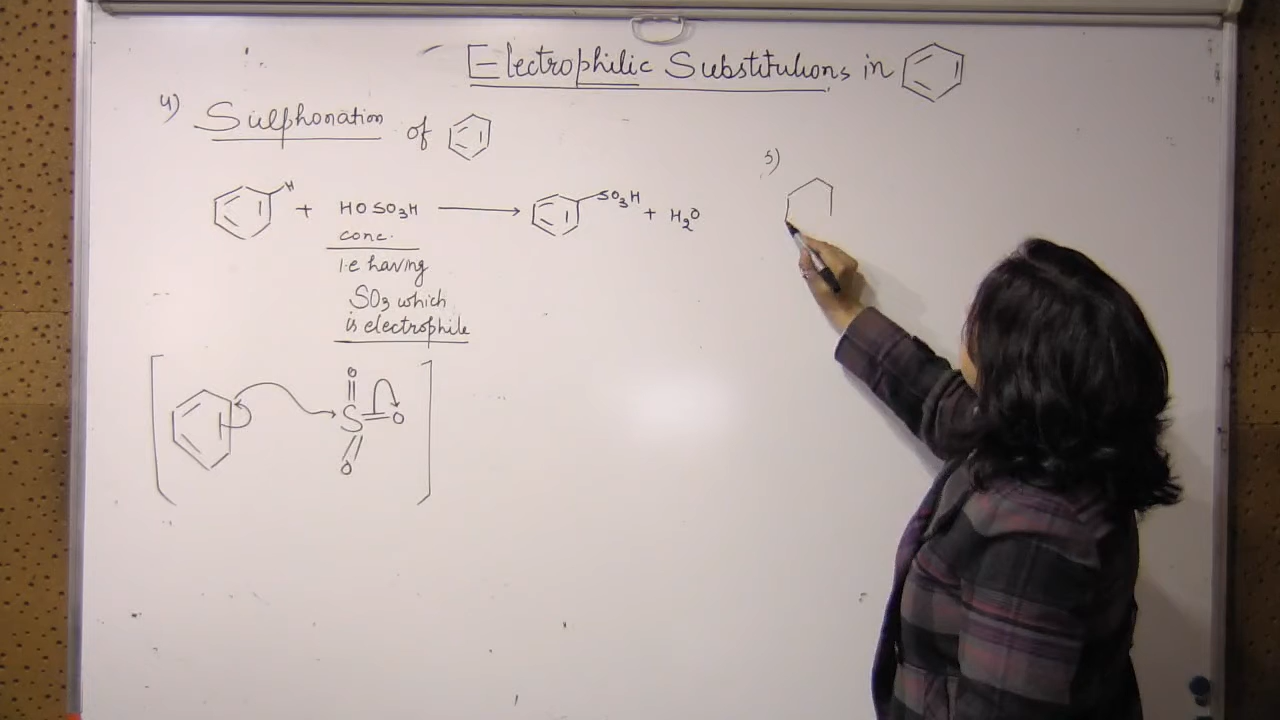 Electrophilic Substitutions in
4) Sulphonation of
H
+ HOSO3H → SO3H + H2O
conc.
i.e having
SO3 which
is electrophile
O
S O
O
5)